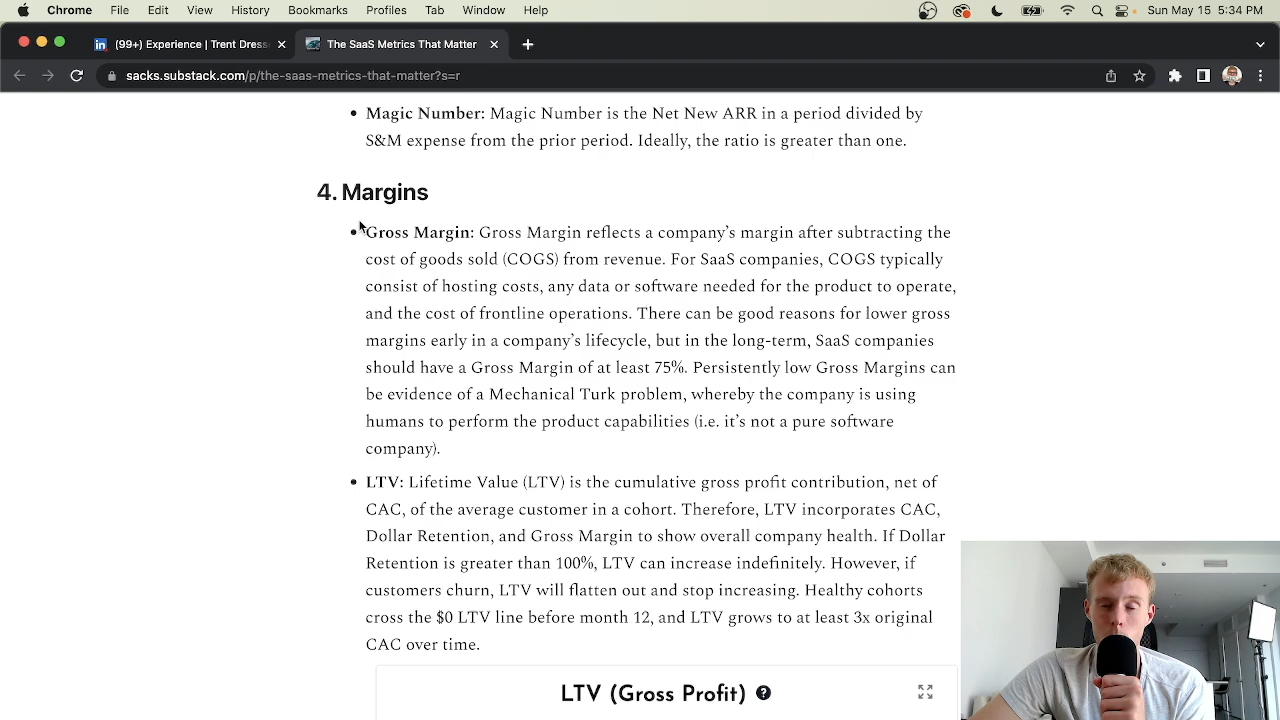 Chrome File Edit View History Bookmarks Profiles Tab Window Help Sun May 15 5:34 PM
(99+) Experience | Trent Dress The SaaS Metrics That Matter
sacks.substack.com/p/the-saas-metrics-that-matter?s=r
• Magic Number: Magic Number is the Net New ARR in a period divided by
S&M expense from the prior period. Ideally, the ratio is greater than one.
4. Margins
• Gross Margin: Gross Margin reflects a company’s margin after subtracting the
cost of goods sold (COGS) from revenue. For SaaS companies, COGS typically
consist of hosting costs, any data or software needed for the product to operate,
and the cost of frontline operations. There can be good reasons for lower gross
margins early in a company’s lifecycle, but in the long-term, SaaS companies
should have a Gross Margin of at least 75%. Persistently low Gross Margins can
be evidence of a Mechanical Turk problem, whereby the company is using
humans to perform the product capabilities (i.e. it’s not a pure software
company).
• LTV: Lifetime Value (LTV) is the cumulative gross profit contribution, net of
CAC, of the average customer in a cohort. Therefore, LTV incorporates CAC,
Dollar Retention, and Gross Margin to show overall company health. If Dollar
Retention is greater than 100%, LTV can increase indefinitely. However, if
customers churn, LTV will flatten out and stop increasing. Healthy cohorts
cross the $0 LTV line before month 12, and LTV grows to at least 3x original
CAC over time.
LTV (Gross Profit) ?